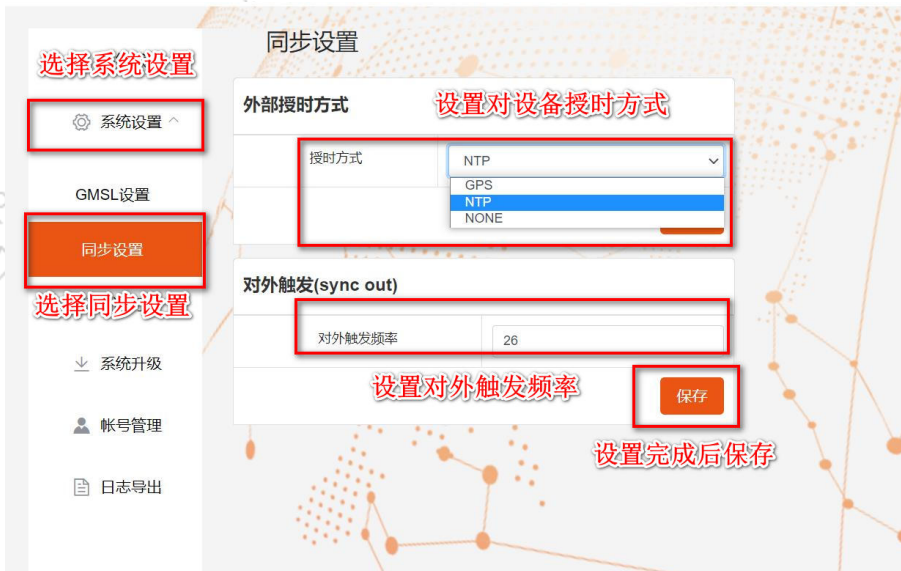 同步设置
选择系统设置
系统设置
外部授时方式
设置对设备授时方式
授时方式
NTP
GPS
NTP
NONE
GMSL设置
同步设置
选择同步设置
对外触发(sync out)
对外触发频率
26
设置对外触发频率
保存
设置完成后保存
系统升级
帐号管理
日志导出